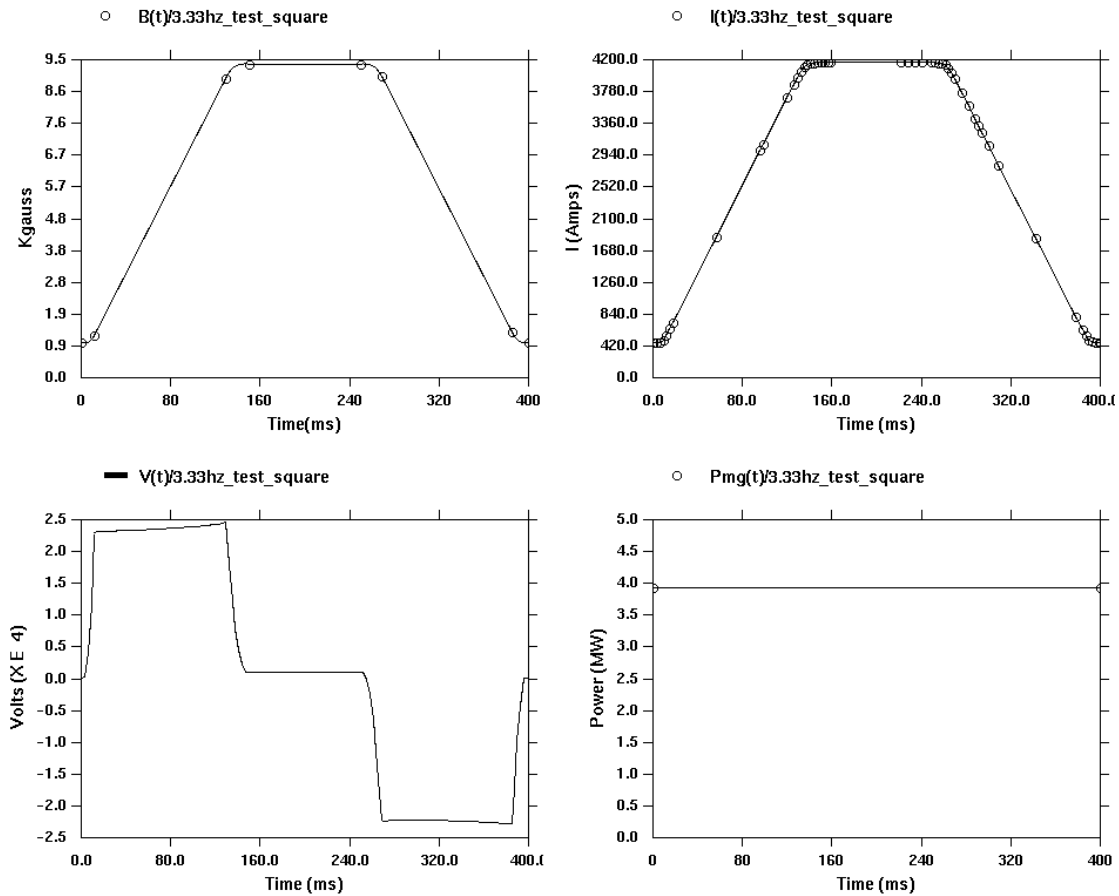 B(t)/3.33hz_test_square
9.5
8.6
7.6
6.7
5.7
4.8
3.8
2.8
1.9
0.9
0.0
Kgauss
0 80 160 240 320 400
Time(ms)
I(t)/3.33hz_test_square
4200.0
3780.0
3360.0
2940.0
2520.0
2100.0
1680.0
1260.0
840.0
420.0
0.0
I (Amps)
0.0 80.0 160.0 240.0 320.0 400.0
Time (ms)
V(t)/3.33hz_test_square
2.5
2.0
1.5
1.0
0.5
0.0
-0.5
-1.0
-1.5
-2.0
-2.5
Volts (X E 4)
0.0 80.0 160.0 240.0 320.0 400.0
Time (ms)
Pmg(t)/3.33hz_test_square
5.0
4.5
4.0
3.5
3.0
2.5
2.0
1.5
1.0
0.5
0.0
Power (MW)
0 80 160 240 320 400
Time (ms)